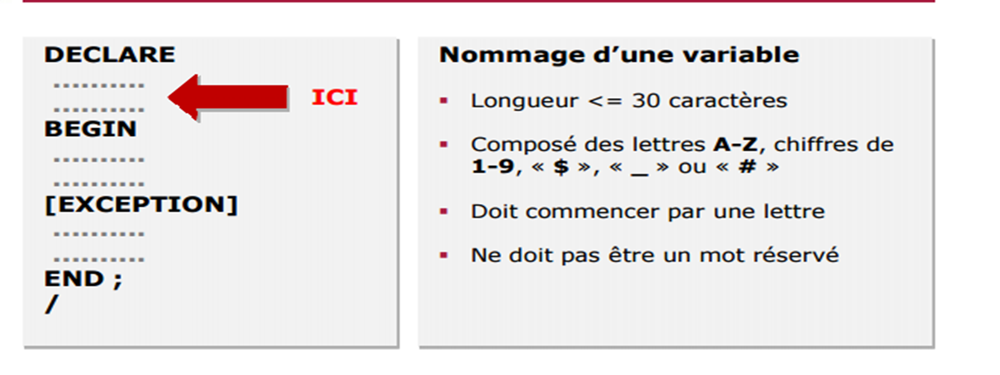 DECLARE
----------
----------
BEGIN
----------
----------
[EXCEPTION]
----------
----------
END ;
/
ICI
Nommage d’une variable
▪ Longueur <= 30 caractères
▪ Composé des lettres A-Z, chiffres de
1-9, « $ », « _ » ou « # »
▪ Doit commencer par une lettre
▪ Ne doit pas être un mot réservé